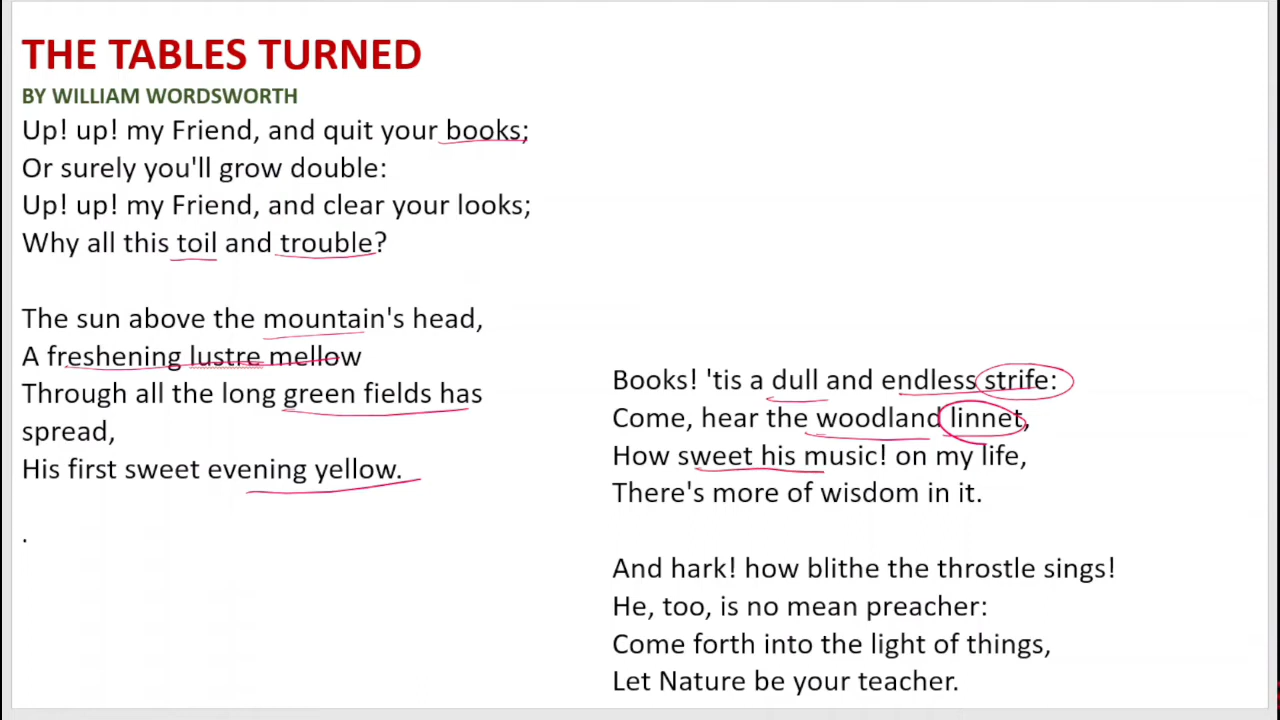 THE TABLES TURNED
BY WILLIAM WORDSWORTH
Up! up! my Friend, and quit your books;
Or surely you'll grow double:
Up! up! my Friend, and clear your looks;
Why all this toil and trouble?
The sun above the mountain's head,
A freshening lustre mellow
Through all the long green fields has
spread,
His first sweet evening yellow.
.
Books! 'tis a dull and endless strife:
Come, hear the woodland linnet,
How sweet his music! on my life,
There's more of wisdom in it.
And hark! how blithe the throstle sings!
He, too, is no mean preacher:
Come forth into the light of things,
Let Nature be your teacher.